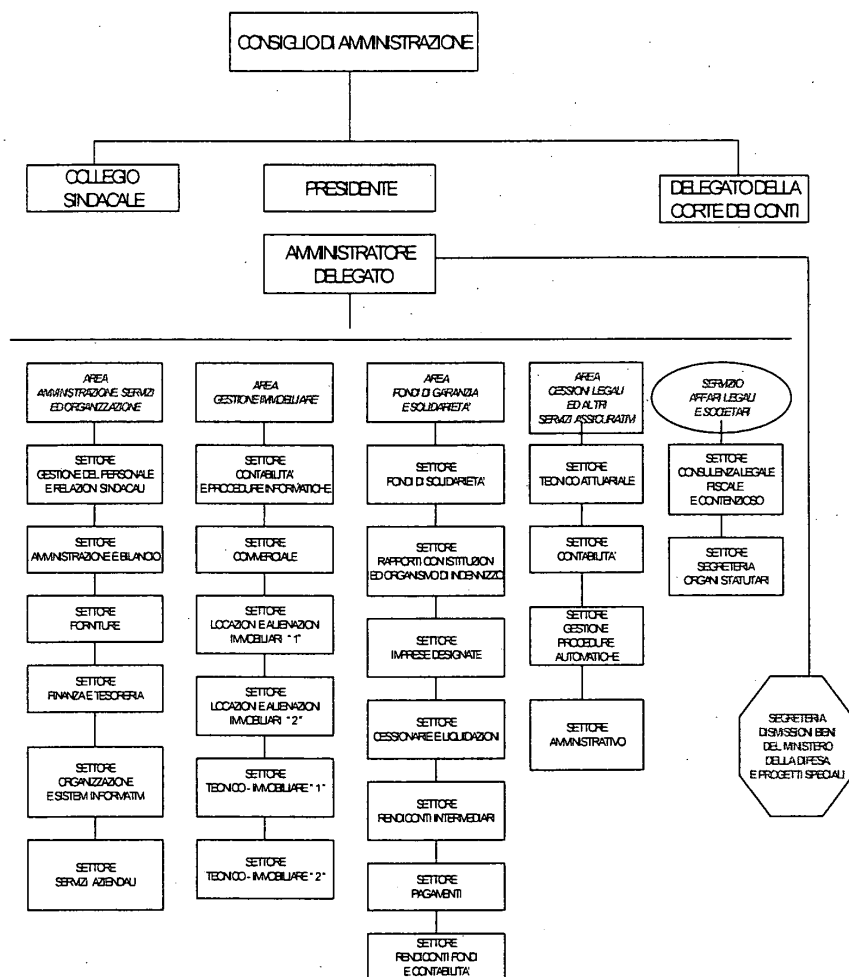 CONSIGLIO DI AMMINISTRAZIONE
COLLEGIO
SINDACALE
PRESIDENTE
DELEGATO DELLA
CORTE DEI CONTI
AMMINISTRATORE
DELEGATO
AREA
AMMINISTRAZIONE, SERVIZI
ED ORGANIZZAZIONE
SETTORE
GESTIONE DEL PERSONALE
E RELAZIONI SINDACALI
SETTORE
AMMINISTRAZIONE E BILANCIO
SETTORE
FORNITURE
SETTORE
FINANZA E TESORERIA
SETTORE
ORGANIZZAZIONE
E SISTEMI INFORMATIVI
SETTORE
SERVIZI AZIENDALI
AREA
GESTIONE IMMOBILIARE
SETTORE
CONTABILITA'
E PROCEDURE INFORMATICHE
SETTORE
COMMERCIALE
SETTORE
LOCAZIONI E ALIENAZIONI
IMMOBILIARI "1"
SETTORE
LOCAZIONI E ALIENAZIONI
IMMOBILIARI "2"
SETTORE
TECNICO - IMMOBILIARE "1"
SETTORE
TECNICO - IMMOBILIARE "2"
AREA
FONDI DI GARANZIA
E SOLIDARIETA'
SETTORE
FONDI DI SOLIDARIETA'
SETTORE
RAPPORTI CON ISTITUZIONI
ED ORGANISMO DI INDENNIZZO
SETTORE
IMPRESE DESIGNATE
SETTORE
CESSIONARIE E LIQUIDAZIONI
SETTORE
RENDICONTI INTERMEDIARI
SETTORE
PAGAMENTI
SETTORE
RENDICONTI FONDI
E CONTABILITA'
AREA
CESSIONI LEGALI
ED ALTRI
SERVIZI ASSICURATIVI
SETTORE
TECNICO ATTUARIALE
SETTORE
CONTABILITA'
SETTORE
GESTIONE
PROCEDURE
AUTOMATICHE
SETTORE
AMMINISTRATIVO
SERVIZIO
AFFARI LEGALI
E SOCIETARI
SETTORE
CONSULENZA LEGALE
FISCALE
E CONTENZIOSO
SETTORE
SEGRETERIA
ORGANI STATUTARI
SEGRETERIA
DISMISSIONI BENI
DEL MINISTERO
DELLA DIFESA
E PROGETTI SPECIALI